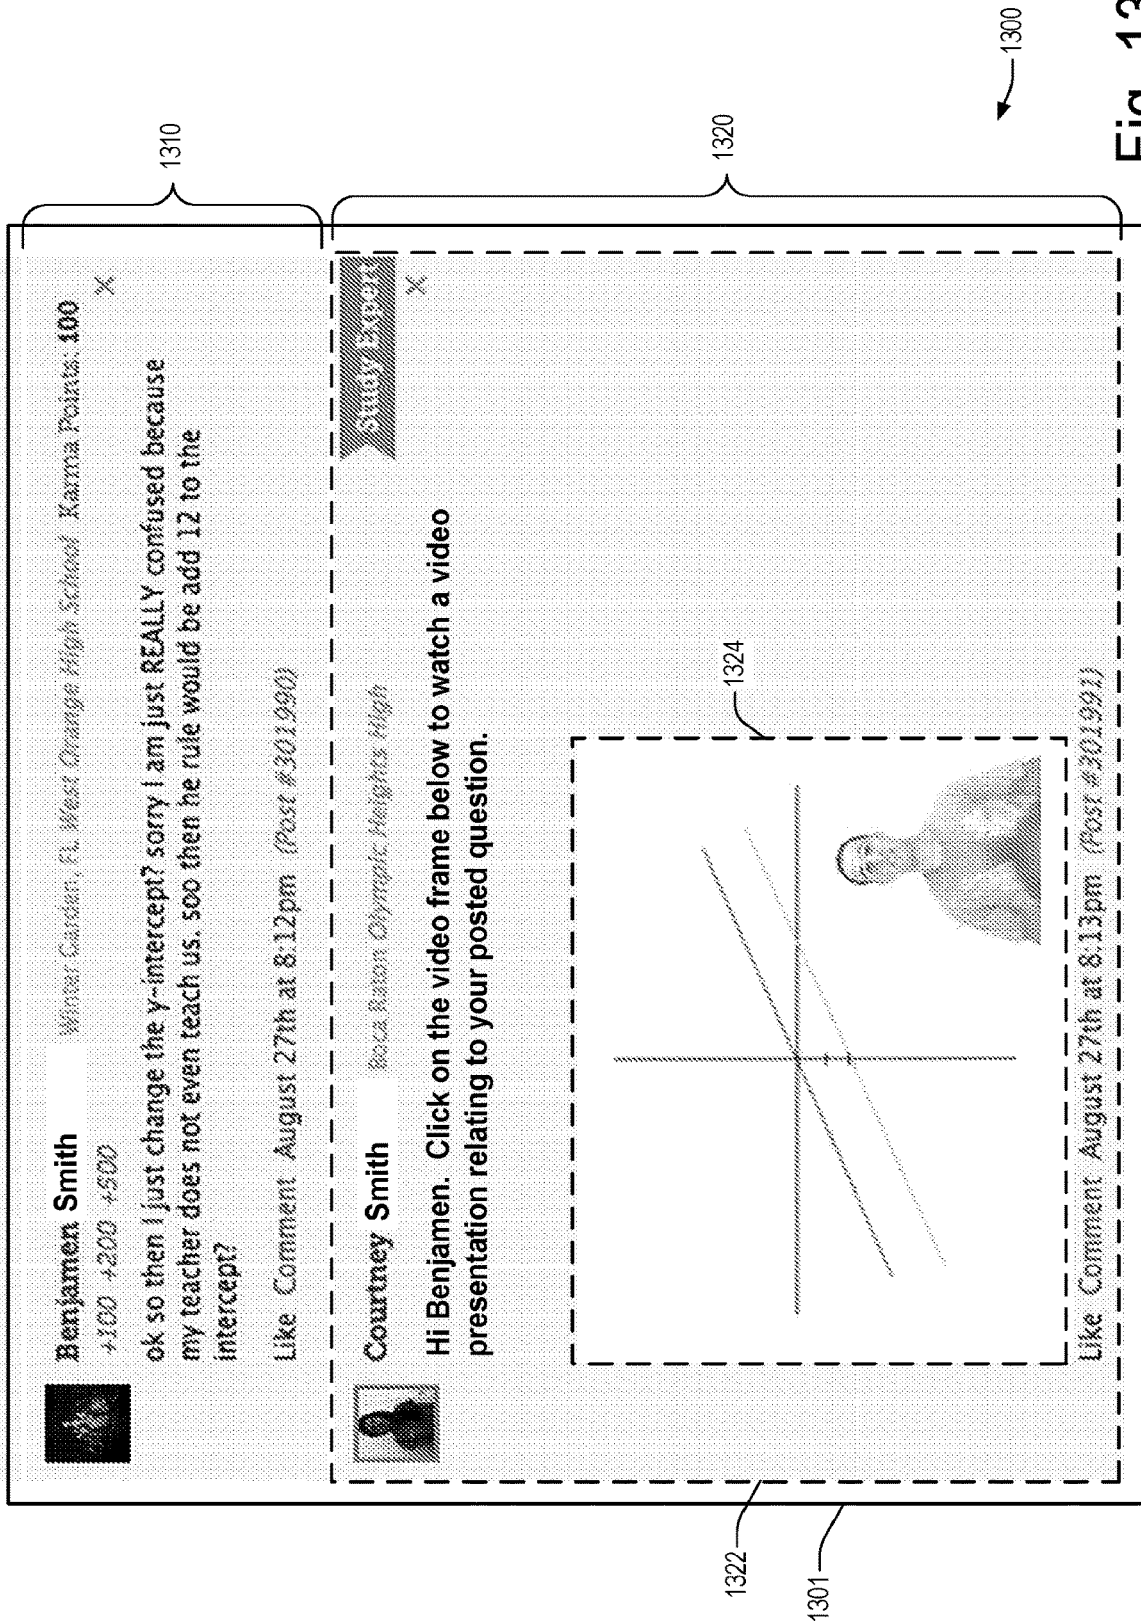 1310
1320
1300
Benjamen Smith Winter Garden, FL West Orange High School Karma Points: 100
+100 +200 +500
X
ok so then I just change the y-intercept? sorry I am just REALLY confused because
my teacher does not even teach us. soo then he rule would be add 12 to the
intercept?
Like Comment August 27th at 8:12pm (Post #301990)
Study Expert
Courtney Smith Boca Raton Olympic Heights High
X
Hi Benjamen. Click on the video frame below to watch a video
presentation relating to your posted question.
1324
Like Comment August 27th at 8:13pm (Post #301991)
1322
1301
Fig. 13